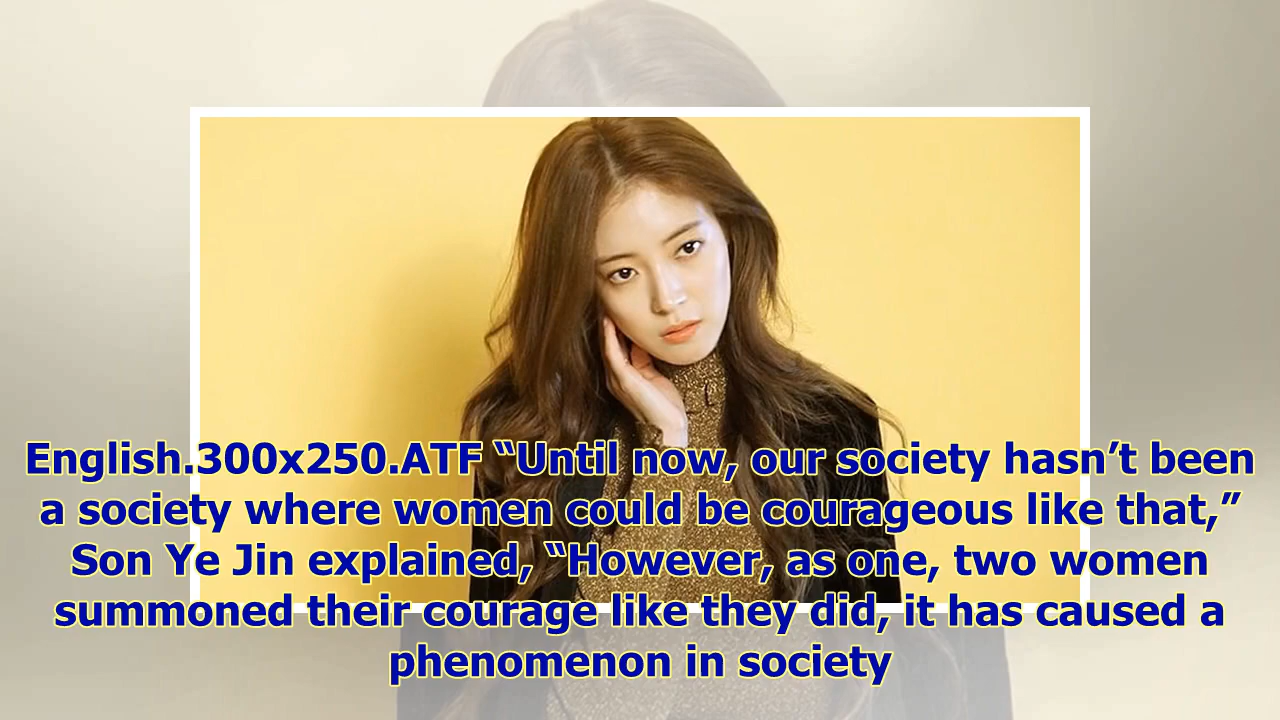 English.300x250.ATF “Until now, our society hasn’t been
a society where women could be courageous like that,”
Son Ye Jin explained, “However, as one, two women
summoned their courage like they did, it has caused a
phenomenon in society